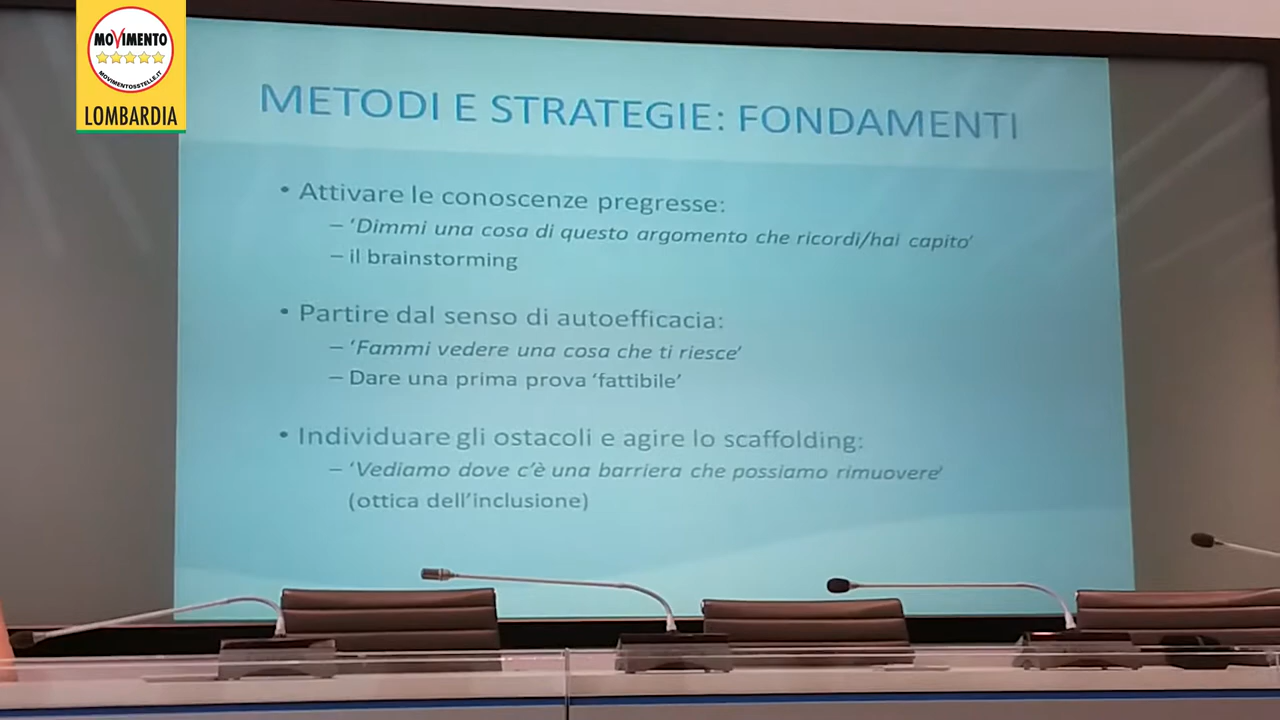 MOVIMENTO
MOVIMENTO5STELLE.IT
LOMBARDIA
METODI E STRATEGIE: FONDAMENTI
• Attivare le conoscenze pregresse:
– ‘Dimmi una cosa di questo argomento che ricordi/hai capito’
– il brainstorming
• Partire dal senso di autoefficacia:
– ‘Fammi vedere una cosa che ti riesce’
– Dare una prima prova ‘fattibile’
• Individuare gli ostacoli e agire lo scaffolding:
– ‘Vediamo dove c’è una barriera che possiamo rimuovere’
(ottica dell’inclusione)